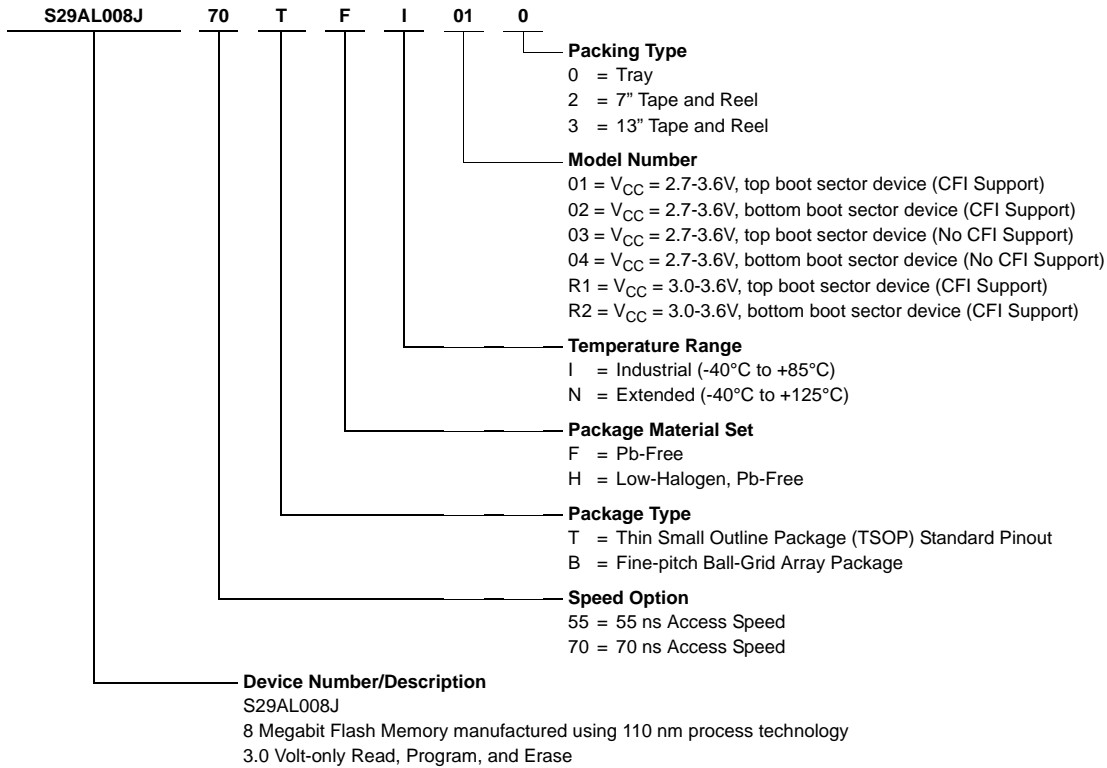 S29AL008J 70 T F I 01 0
Packing Type
0 = Tray
2 = 7” Tape and Reel
3 = 13” Tape and Reel
Model Number
01 = VCC = 2.7-3.6V, top boot sector device (CFI Support)
02 = VCC = 2.7-3.6V, bottom boot sector device (CFI Support)
03 = VCC = 2.7-3.6V, top boot sector device (No CFI Support)
04 = VCC = 2.7-3.6V, bottom boot sector device (No CFI Support)
R1 = VCC = 3.0-3.6V, top boot sector device (CFI Support)
R2 = VCC = 3.0-3.6V, bottom boot sector device (CFI Support)
Temperature Range
I = Industrial (-40°C to +85°C)
N = Extended (-40°C to +125°C)
Package Material Set
F = Pb-Free
H = Low-Halogen, Pb-Free
Package Type
T = Thin Small Outline Package (TSOP) Standard Pinout
B = Fine-pitch Ball-Grid Array Package
Speed Option
55 = 55 ns Access Speed
70 = 70 ns Access Speed
Device Number/Description
S29AL008J
8 Megabit Flash Memory manufactured using 110 nm process technology
3.0 Volt-only Read, Program, and Erase